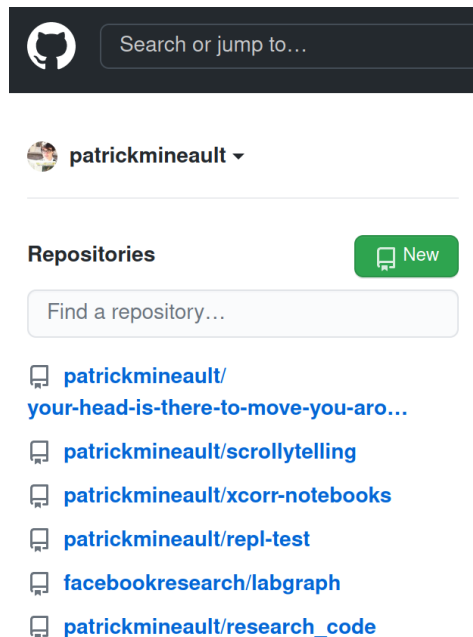 Search or jump to…
patrickmineault
Repositories
New
Find a repository…
patrickmineault/
your-head-is-there-to-move-you-aro…
patrickmineault/scrollytelling
patrickmineault/xcorr-notebooks
patrickmineault/repl-test
facebookresearch/labgraph
patrickmineault/research_code